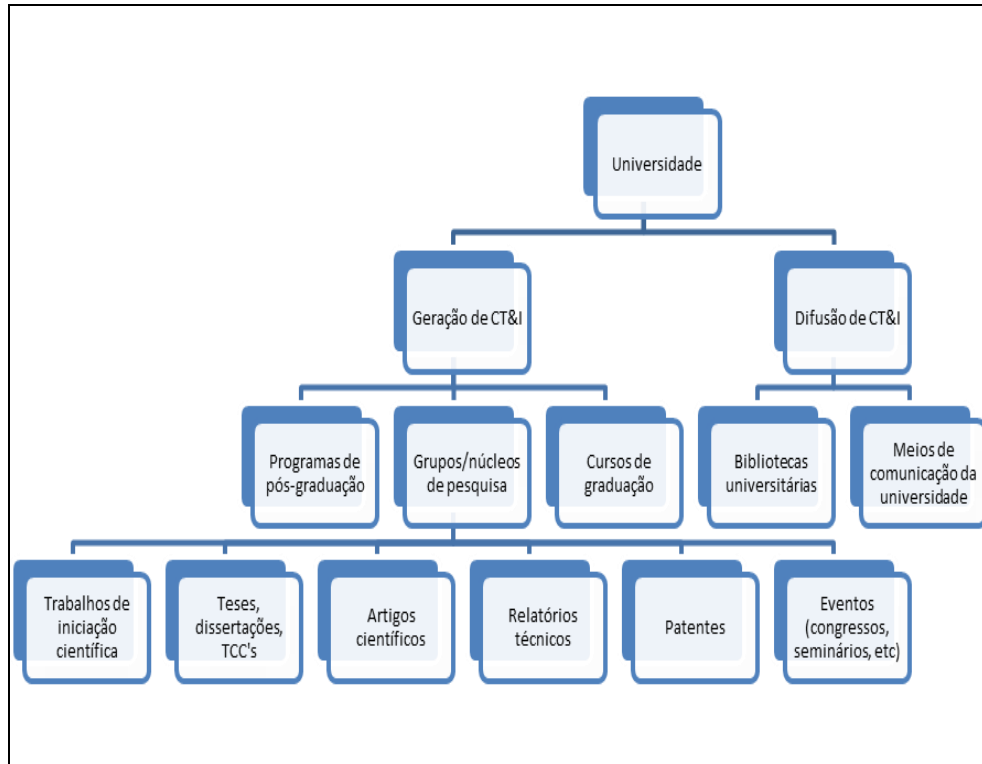 Universidade
Geração de CT&I
Difusão de CT&I
Programas de
pós-graduação
Grupos/núcleos
de pesquisa
Cursos de
graduação
Bibliotecas
universitárias
Meios de
comunicação da
universidade
Trabalhos de
iniciação
científica
Teses,
dissertações,
TCC's
Artigos
científicos
Relatórios
técnicos
Patentes
Eventos
(congressos,
seminários, etc)